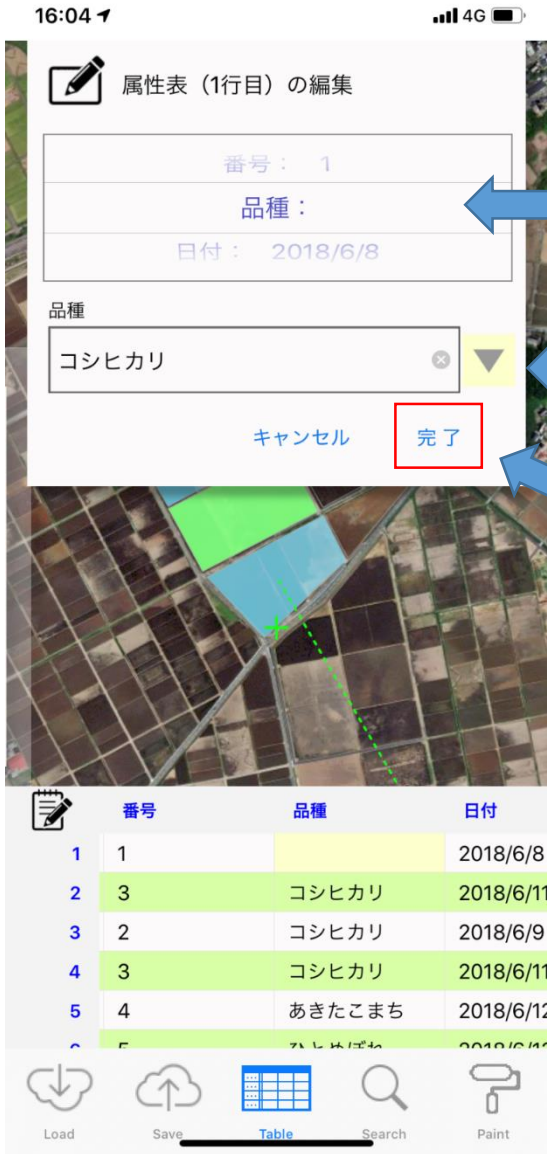 16:04 4G
属性表（1行目）の編集
番号： 1
品種：
日付： 2018/6/8
品種
コシヒカリ
キャンセル 完了
番号 品種 日付
1 1 2018/6/8
2 3 コシヒカリ 2018/6/11
3 2 コシヒカリ 2018/6/9
4 3 コシヒカリ 2018/6/11
5 4 あきたこまち 2018/6/12
Load Save Table Search Paint